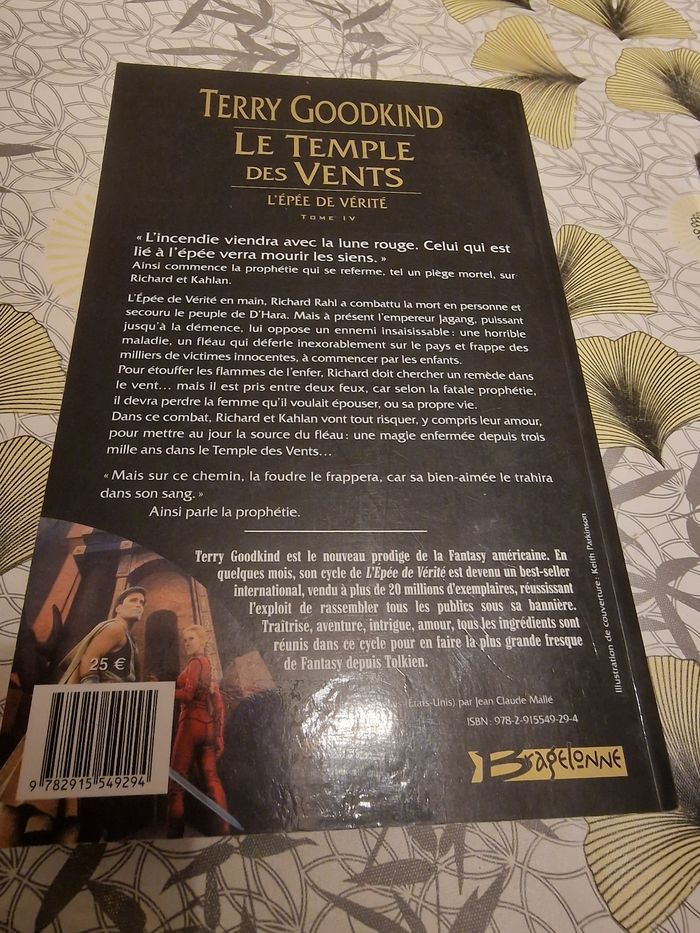 TERRY GOODKIND
LE TEMPLE
DES VENTS
L'ÉPÉE DE VÉRITÉ
TOME IV
« L'incendie viendra avec la lune rouge. Celui qui est
lié à l'épée verra mourir les siens. »
Ainsi commence la prophétie qui se referme, tel un piège mortel, sur
Richard et Kahlan.
L'Épée de Vérité en main, Richard Rahl a combattu la mort en personne et
secouru le peuple de D'Hara. Mais à présent l'empereur Jagang, puissant
jusqu'à la démence, lui oppose un ennemi insaisissable : une horrible
maladie, un fléau qui déferle inexorablement sur le pays et frappe des
milliers de victimes innocentes, à commencer par les enfants.
Pour étouffer les flammes de l'enfer, Richard doit chercher un remède dans
le vent... mais il est pris entre deux feux, car selon la fatale prophétie,
il devra perdre la femme qu'il voulait épouser, ou sa propre vie.
Dans ce combat, Richard et Kahlan vont tout risquer, y compris leur amour,
pour mettre au jour la source du fléau : une magie enfermée depuis trois
mille ans dans le Temple des Vents...
« Mais sur ce chemin, la foudre le frappera, car sa bien-aimée le trahira
dans son sang. »
Ainsi parle la prophétie.
Terry Goodkind est le nouveau prodige de la Fantasy américaine. En
quelques mois, son cycle de L'Épée de Vérité est devenu un best-seller
international, vendu à plus de 20 millions d'exemplaires, réussissant
l'exploit de rassembler tous les publics sous sa bannière.
Traîtrise, aventure, intrigue, amour, tous les ingrédients sont
réunis dans ce cycle pour en faire la plus grande fresque
de Fantasy depuis Tolkien.
États-Unis) par Jean Claude Mallé
ISBN : 978-2-915549-29-4
25 €
9 782915 549294
BRAGELONNE
Illustration de couverture : Keith Parkinson